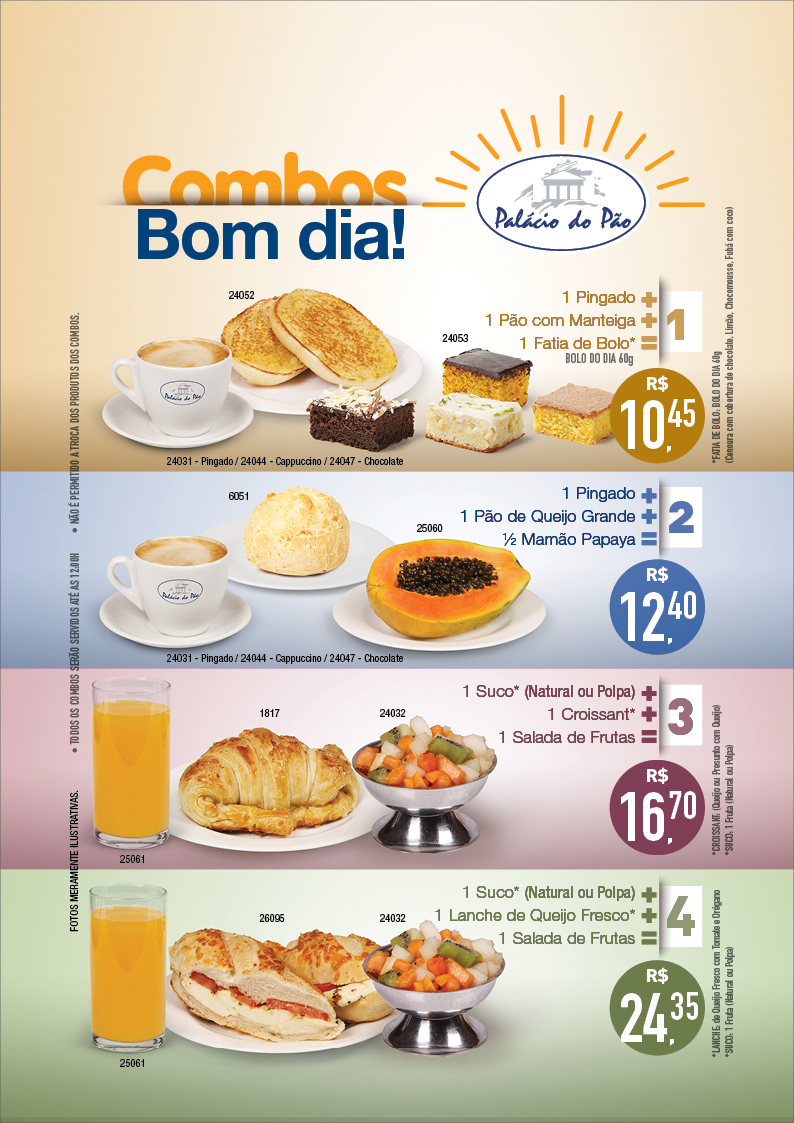 Combos
Bom dia!
Palácio do Pão
24052
24053
1 Pingado +
1 Pão com Manteiga +
1 Fatia de Bolo* =
BOLO DO DIA 60g
1
R$
10,45
Palácio do Pão
24031 - Pingado / 24044 - Cappuccino / 24047 - Chocolate
*FATIA DE BOLO: BOLO DO DIA 60g
(Cenoura com cobertura de chocolate, Limão, Chocomousse, Fubá com coco)
6051
25060
1 Pingado +
1 Pão de Queijo Grande +
½ Mamão Papaya =
2
R$
12,40
Palácio do Pão
24031 - Pingado / 24044 - Cappuccino / 24047 - Chocolate
1817
24032
25061
1 Suco* (Natural ou Polpa) +
1 Croissant* +
1 Salada de Frutas =
3
R$
16,70
*CROISSANT: (Queijo ou Presunto com Queijo)
*SUCO: 1 Fruta (Natural ou Polpa)
26095
24032
25061
1 Suco* (Natural ou Polpa) +
1 Lanche de Queijo Fresco* +
1 Salada de Frutas =
4
R$
24,35
*LANCHE: de Queijo Fresco com Tomate e Orégano
*SUCO: 1 Fruta (Natural ou Polpa)
FOTOS MERAMENTE ILUSTRATIVAS. • TODOS OS COMBOS SERÃO SERVIDOS ATÉ AS 12:00H • NÃO É PERMITIDO A TROCA DOS PRODUTOS DOS COMBOS.